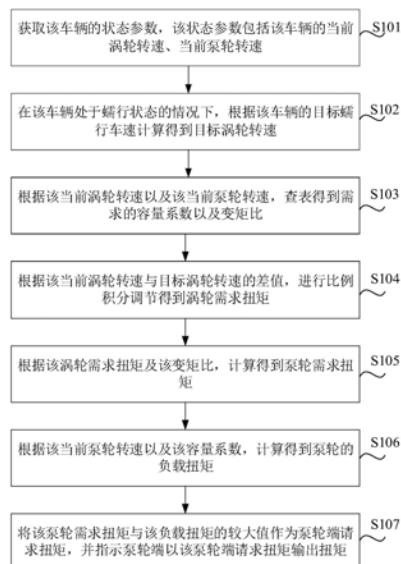 获取该车辆的状态参数，该状态参数包括该车辆的当前
涡轮转速、当前泵轮转速
S101
在该车辆处于蠕行状态的情况下，根据该车辆的目标蠕
行车速计算得到目标涡轮转速
S102
根据该当前涡轮转速以及该当前泵轮转速，查表得到需
求的容量系数以及变矩比
S103
根据该当前涡轮转速与目标涡轮转速的差值，进行比例
积分调节得到涡轮需求扭矩
S104
根据该涡轮需求扭矩及该变矩比，计算得到泵轮需求扭
矩
S105
根据该当前泵轮转速以及该容量系数，计算得到泵轮的
负载扭矩
S106
将该泵轮需求扭矩与该负载扭矩的较大值作为泵轮端请
求扭矩，并指示泵轮端以该泵轮端请求扭矩输出扭矩
S107